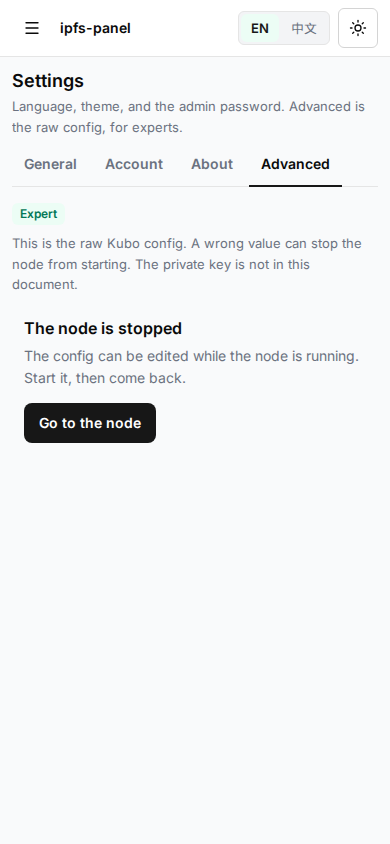 ipfs-panel
EN
中文
Settings
Language, theme, and the admin password. Advanced is
the raw config, for experts.
General
Account
About
Advanced
Expert
This is the raw Kubo config. A wrong value can stop the
node from starting. The private key is not in this
document.
The node is stopped
The config can be edited while the node is running.
Start it, then come back.
Go to the node